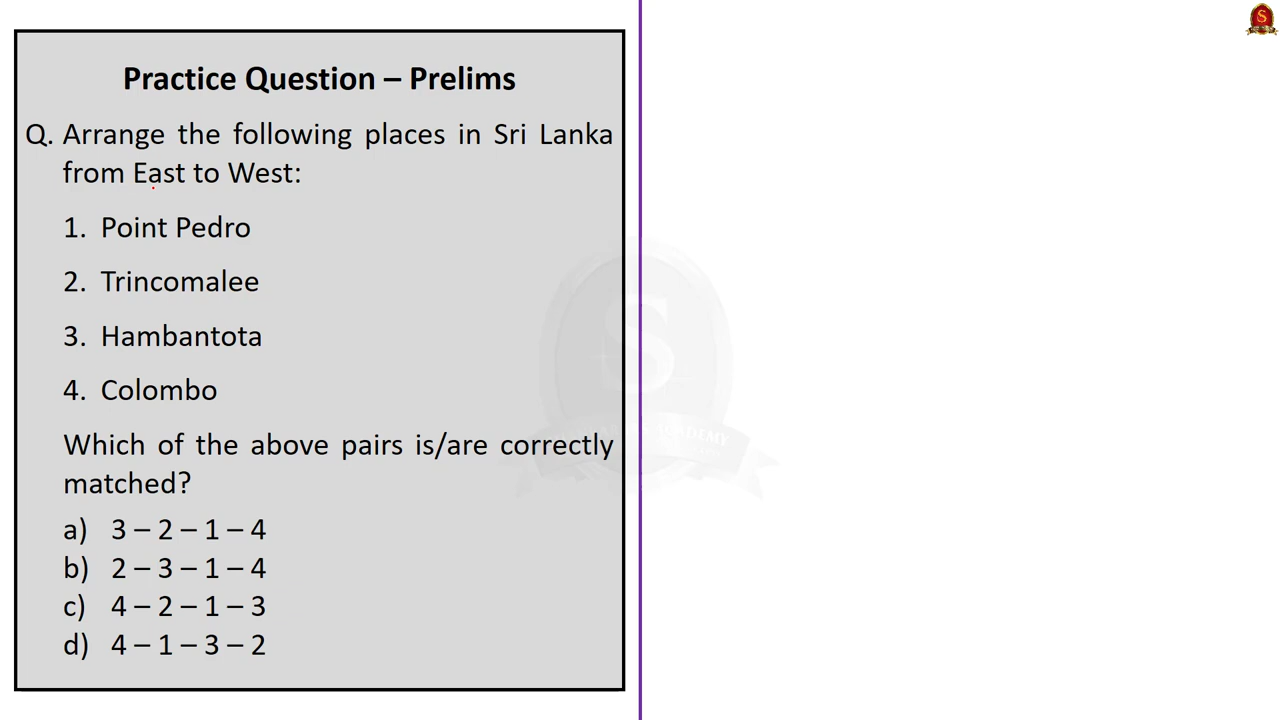 Practice Question – Prelims
Q. Arrange the following places in Sri Lanka
from East to West:
1. Point Pedro
2. Trincomalee
3. Hambantota
4. Colombo
Which of the above pairs is/are correctly
matched?
a) 3 – 2 – 1 – 4
b) 2 – 3 – 1 – 4
c) 4 – 2 – 1 – 3
d) 4 – 1 – 3 – 2
S